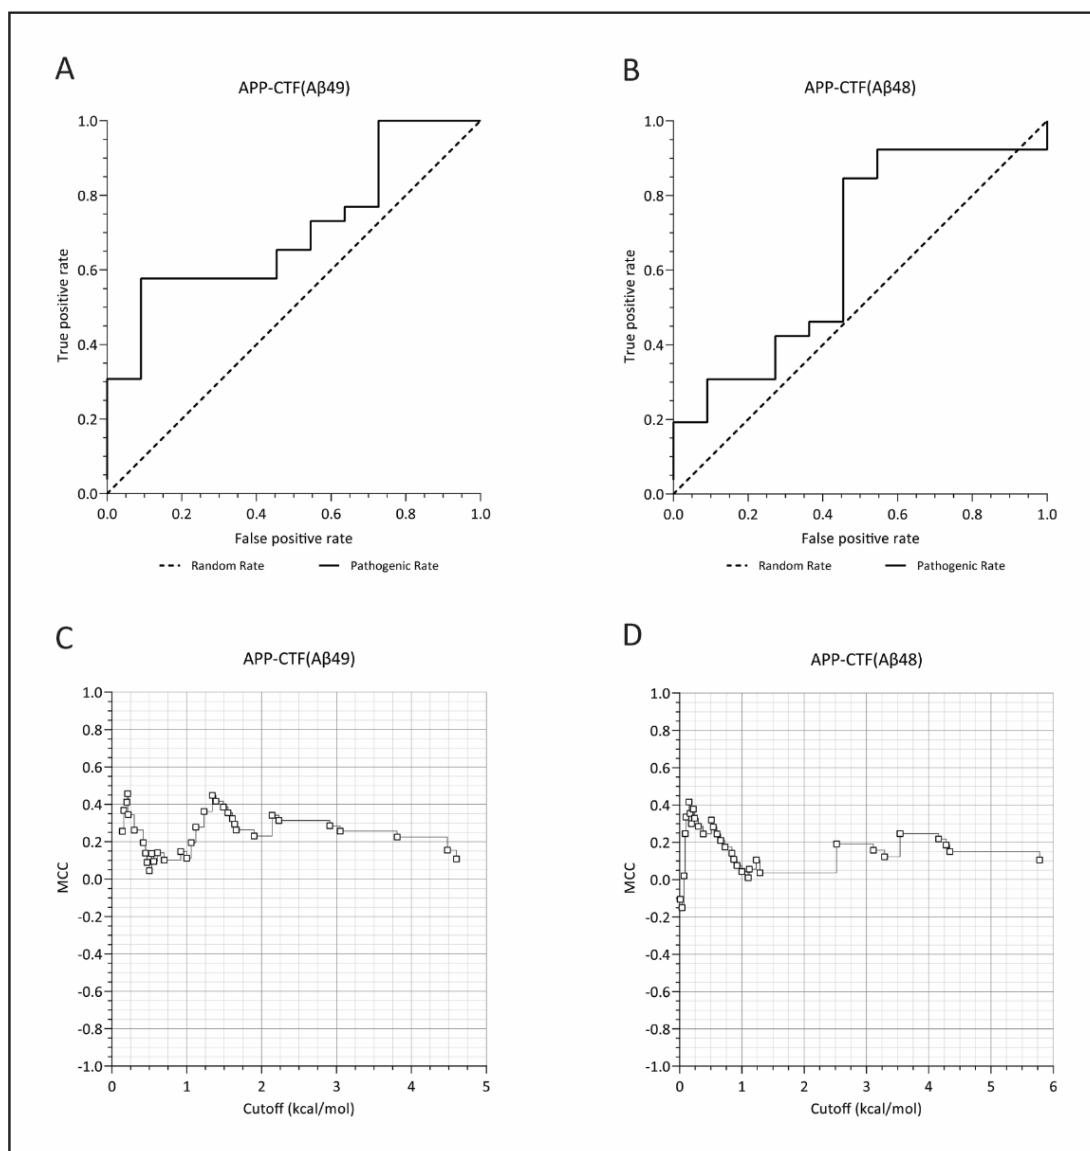 A
APP-CTF(Aβ49)
True positive rate
1.0
0.8
0.6
0.4
0.2
0.0
0.0 0.2 0.4 0.6 0.8 1.0
False positive rate
Random Rate Pathogenic Rate
B
APP-CTF(Aβ48)
True positive rate
1.0
0.8
0.6
0.4
0.2
0.0
0.0 0.2 0.4 0.6 0.8 1.0
False positive rate
Random Rate Pathogenic Rate
C
APP-CTF(Aβ49)
MCC
1.0
0.8
0.6
0.4
0.2
0.0
-0.2
-0.4
-0.6
-0.8
-1.0
0 1 2 3 4 5
Cutoff (kcal/mol)
D
APP-CTF(Aβ48)
MCC
1.0
0.8
0.6
0.4
0.2
0.0
-0.2
-0.4
-0.6
-0.8
-1.0
0 1 2 3 4 5 6
Cutoff (kcal/mol)